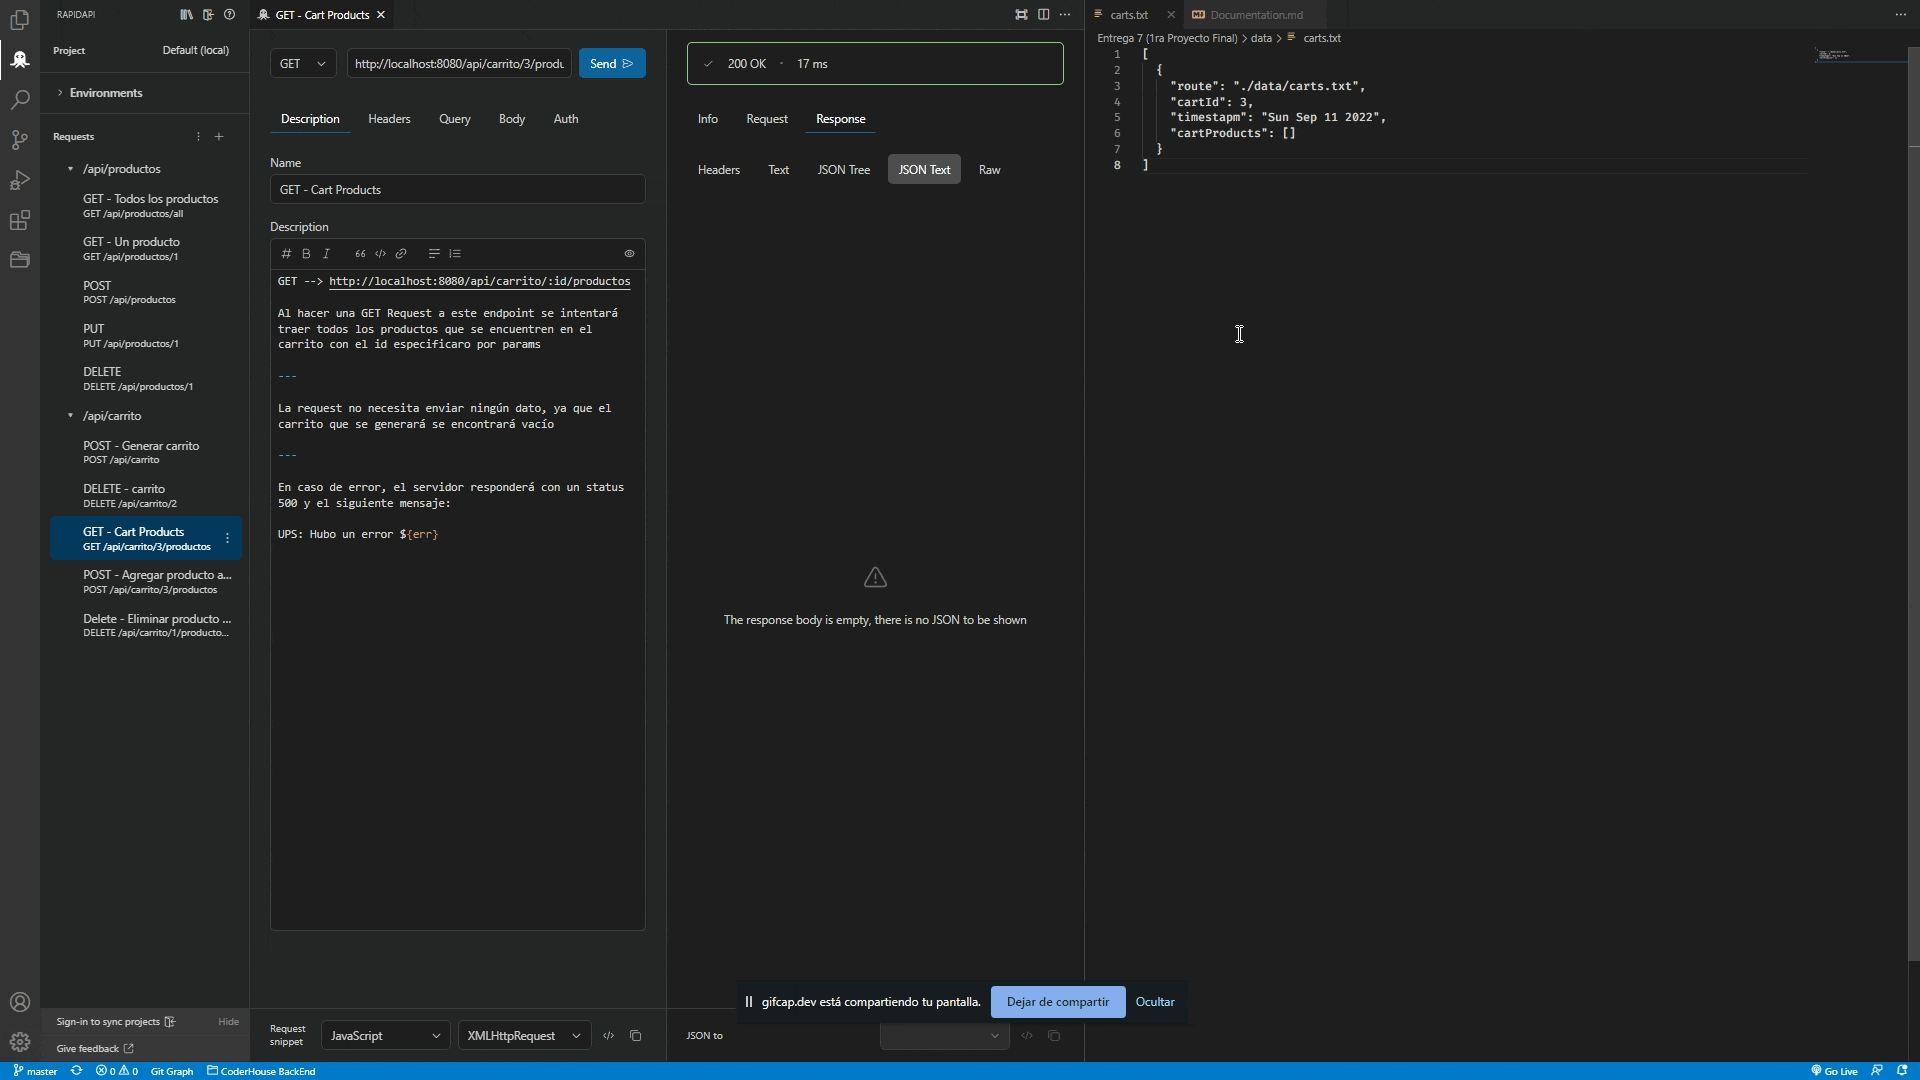 RAPIDAPI
Project
Default (local)
Environments
Requests
/api/productos
GET - Todos los productos
GET /api/productos/all
GET - Un producto
GET /api/productos/1
POST
POST /api/productos
PUT
PUT /api/productos/1
DELETE
DELETE /api/productos/1
/api/carrito
POST - Generar carrito
POST /api/carrito
DELETE - carrito
DELETE /api/carrito/2
GET - Cart Products
GET /api/carrito/3/productos
POST - Agregar producto a...
POST /api/carrito/3/productos
Delete - Eliminar producto ...
DELETE /api/carrito/1/producto...
Sign-in to sync projects
Hide
Give feedback
GET - Cart Products
GET
http://localhost:8080/api/carrito/3/produ
Send
Description
Headers
Query
Body
Auth
Name
GET - Cart Products
Description
GET --> http://localhost:8080/api/carrito/:id/productos
Al hacer una GET Request a este endpoint se intentará
traer todos los productos que se encuentren en el
carrito con el id especificaro por params
---
La request no necesita enviar ningún dato, ya que el
carrito que se generará se encontrará vacío
---
En caso de error, el servidor responderá con un status
500 y el siguiente mensaje:
UPS: Hubo un error ${err}
Request
snippet
JavaScript
XMLHttpRequest
200 OK · 17 ms
Info
Request
Response
Headers
Text
JSON Tree
JSON Text
Raw
The response body is empty, there is no JSON to be shown
JSON to
gifcap.dev está compartiendo tu pantalla.
Dejar de compartir
Ocultar
carts.txt
Documentation.md
Entrega 7 (1ra Proyecto Final) > data > carts.txt
1 [
2 {
3 "route": "./data/carts.txt",
4 "cartId": 3,
5 "timestapm": "Sun Sep 11 2022",
6 "cartProducts": []
7 }
8 ]
master
0 0
Git Graph
CoderHouse BackEnd
Go Live